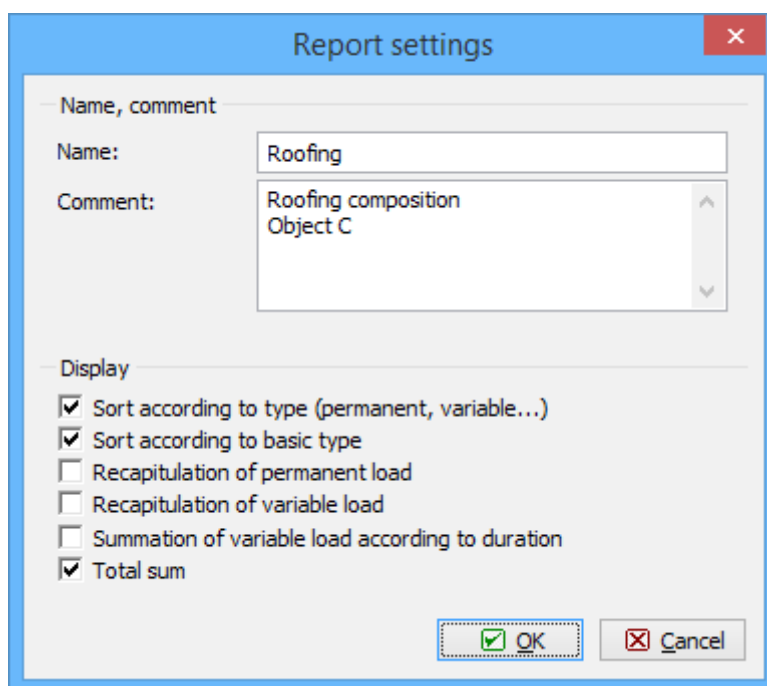 Report settings
Name, comment
Name:
Roofing
Comment:
Roofing composition
Object C
Display
Sort according to type (permanent, variable...)
Sort according to basic type
Recapitulation of permanent load
Recapitulation of variable load
Summation of variable load according to duration
Total sum
OK
Cancel